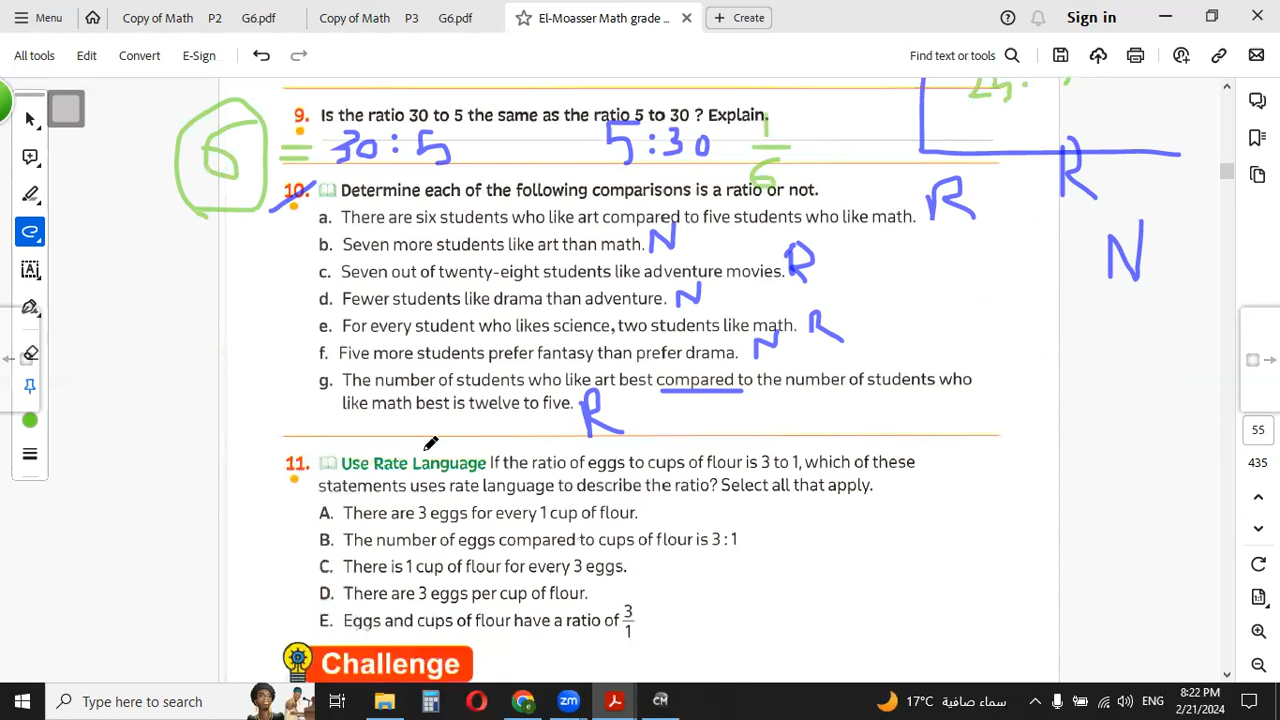 Menu
Copy of Math P2 G6.pdf
Copy of Math P3 G6.pdf
El-Moasser Math grade ...
Create
Sign in
All tools Edit Convert E-Sign
Find text or tools
9. Is the ratio 30 to 5 the same as the ratio 5 to 30 ? Explain.
6 = 30 : 5 5 : 30 = 1/6
10. Determine each of the following comparisons is a ratio or not.
R
N
a. There are six students who like art compared to five students who like math. R
b. Seven more students like art than math. N
c. Seven out of twenty-eight students like adventure movies. R
d. Fewer students like drama than adventure. N
e. For every student who likes science, two students like math. R
f. Five more students prefer fantasy than prefer drama. N
g. The number of students who like art best compared to the number of students who
like math best is twelve to five. R
55
435
11. Use Rate Language If the ratio of eggs to cups of flour is 3 to 1, which of these
statements uses rate language to describe the ratio? Select all that apply.
A. There are 3 eggs for every 1 cup of flour.
B. The number of eggs compared to cups of flour is 3 : 1
C. There is 1 cup of flour for every 3 eggs.
D. There are 3 eggs per cup of flour.
E. Eggs and cups of flour have a ratio of 3/1
Challenge
Type here to search
zm
CM
17°C سماء صافية
ENG
8:22 PM
2/21/2024